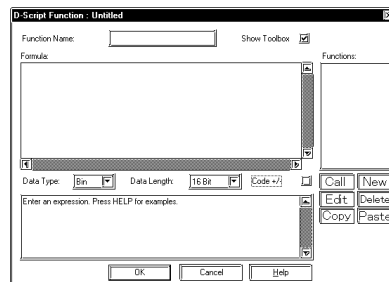 D-Script Function : Untitled
Function Name:
Show Toolbox
Formula:
Functions:
Data Type:
Bin
Data Length:
16 Bit
Code +/-
Call
New
Enter an expression. Press HELP for examples.
Edit
Delete
Copy
Paste
OK
Cancel
Help